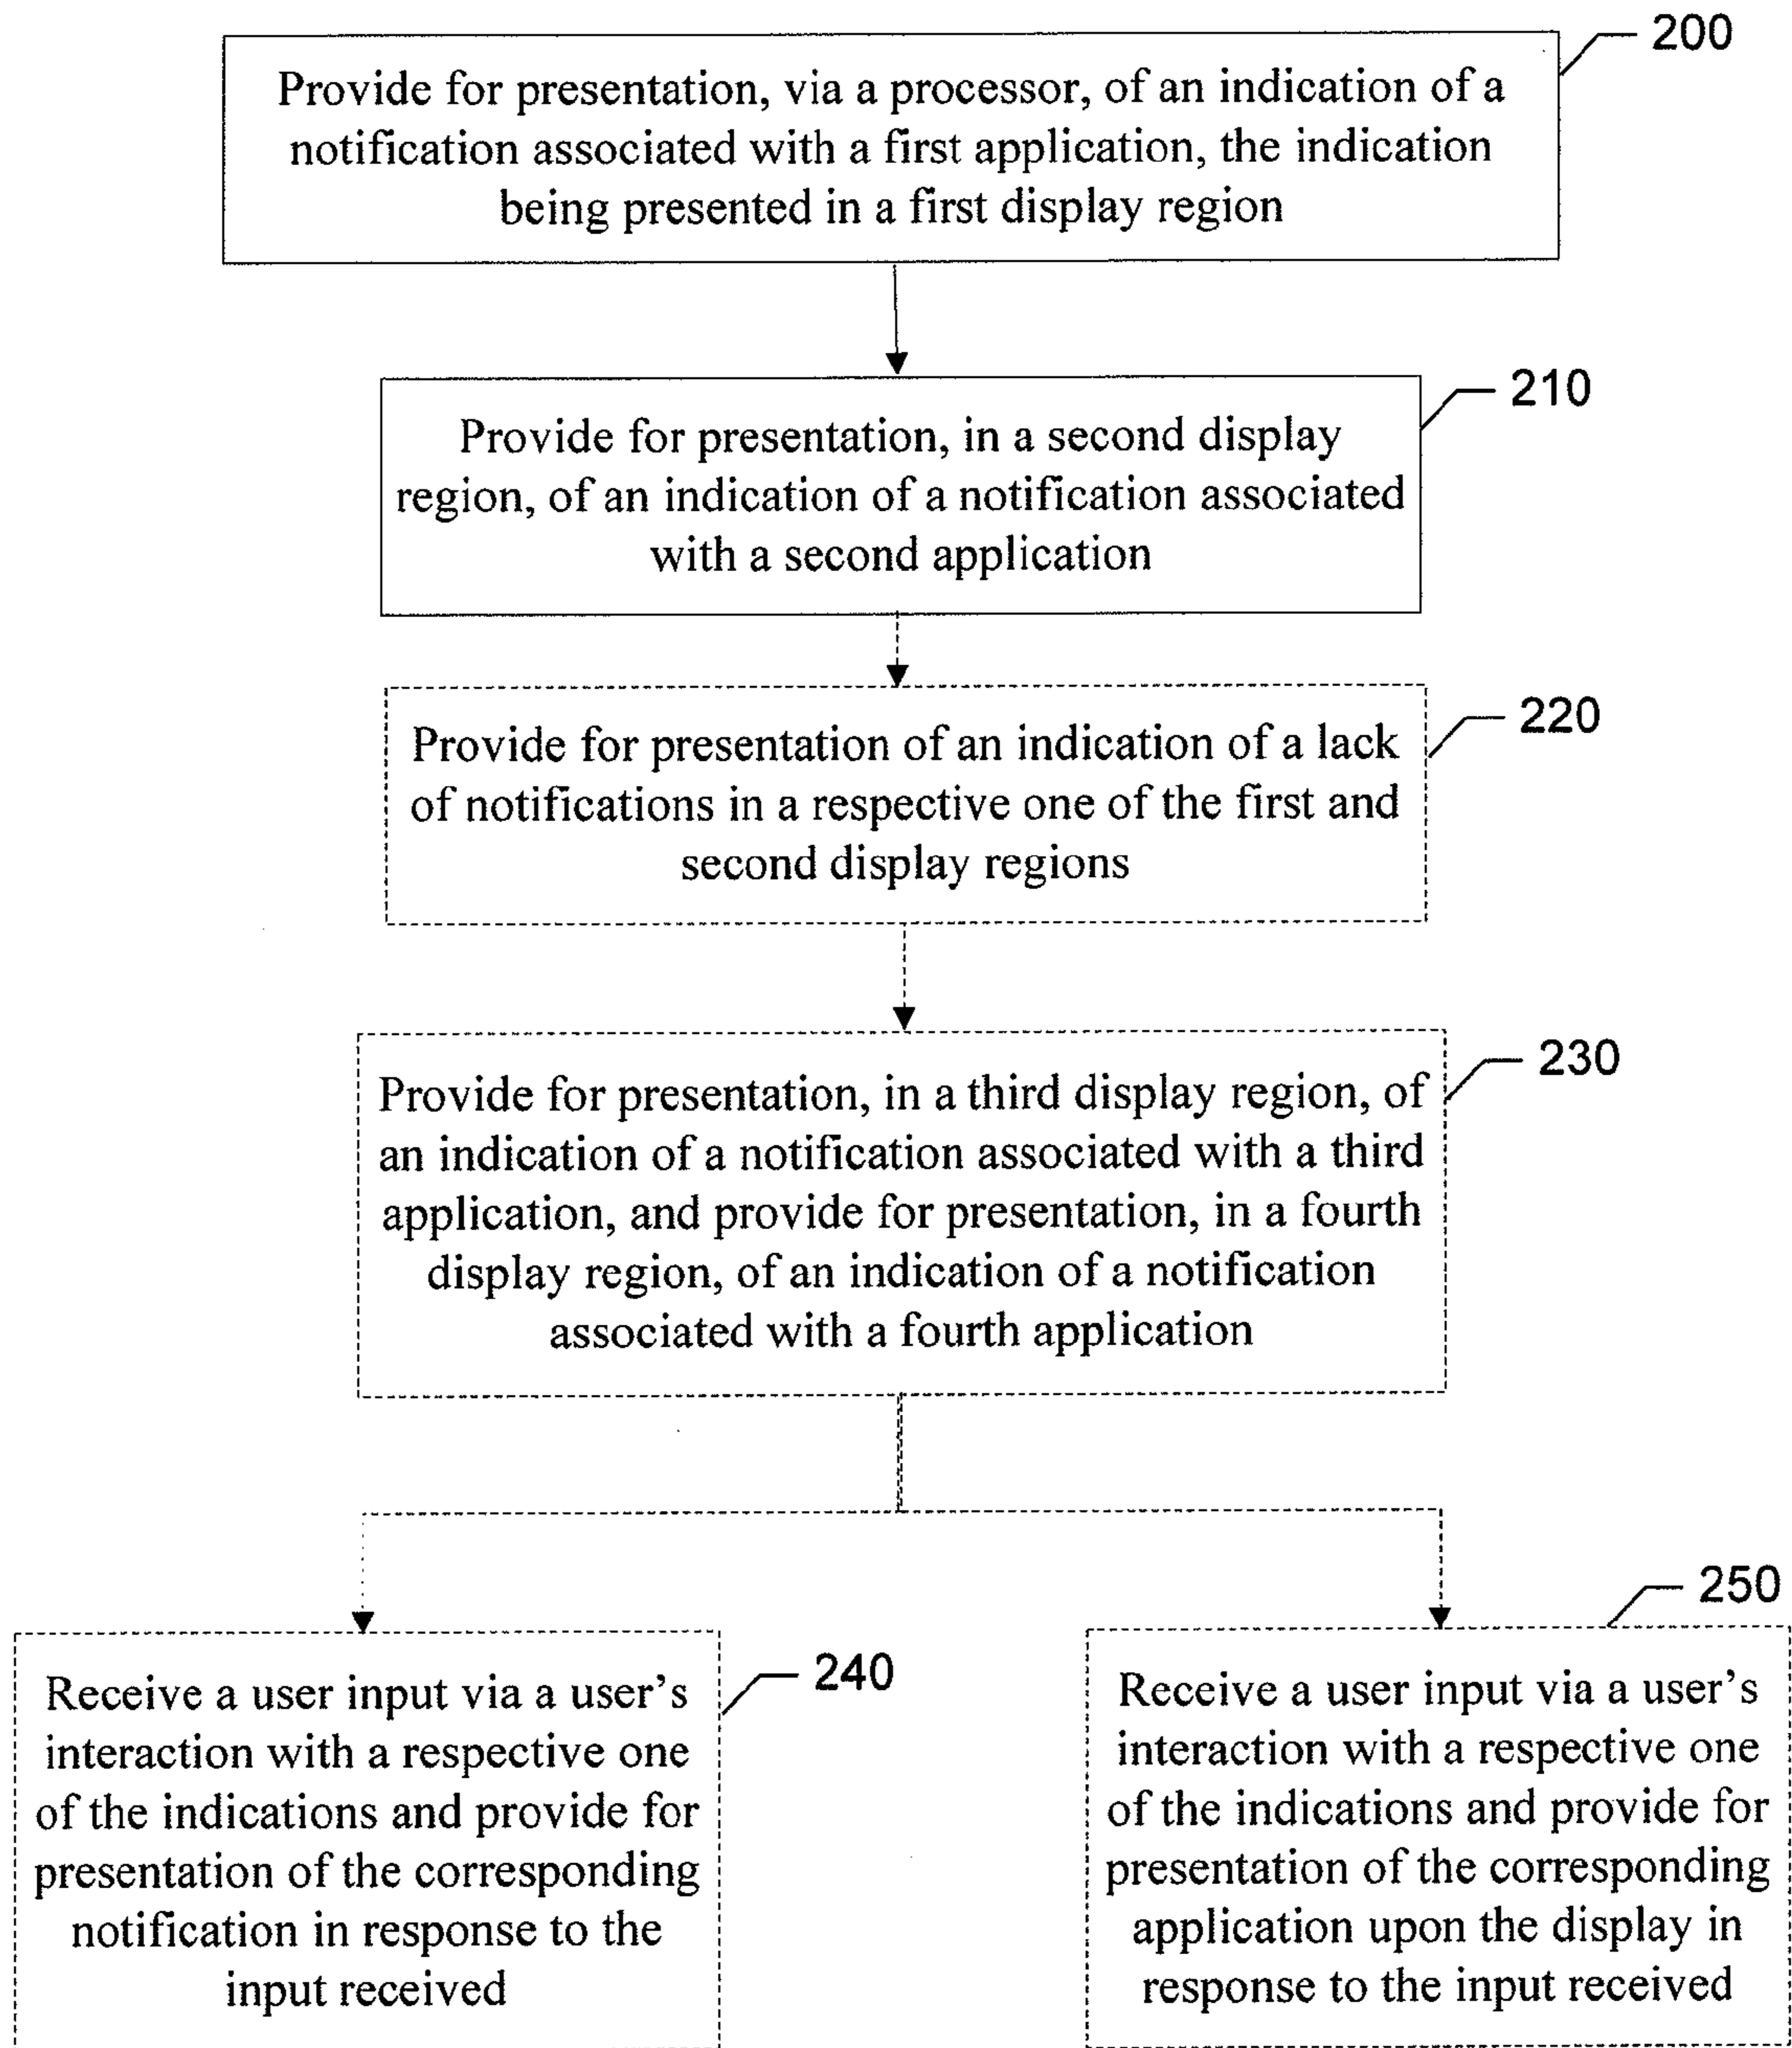 200
Provide for presentation, via a processor, of an indication of a
notification associated with a first application, the indication
being presented in a first display region
210
Provide for presentation, in a second display
region, of an indication of a notification associated
with a second application
220
Provide for presentation of an indication of a lack
of notifications in a respective one of the first and
second display regions
230
Provide for presentation, in a third display region, of
an indication of a notification associated with a third
application, and provide for presentation, in a fourth
display region, of an indication of a notification
associated with a fourth application
240
Receive a user input via a user’s
interaction with a respective one
of the indications and provide for
presentation of the corresponding
notification in response to the
input received
250
Receive a user input via a user’s
interaction with a respective one
of the indications and provide for
presentation of the corresponding
application upon the display in
response to the input received